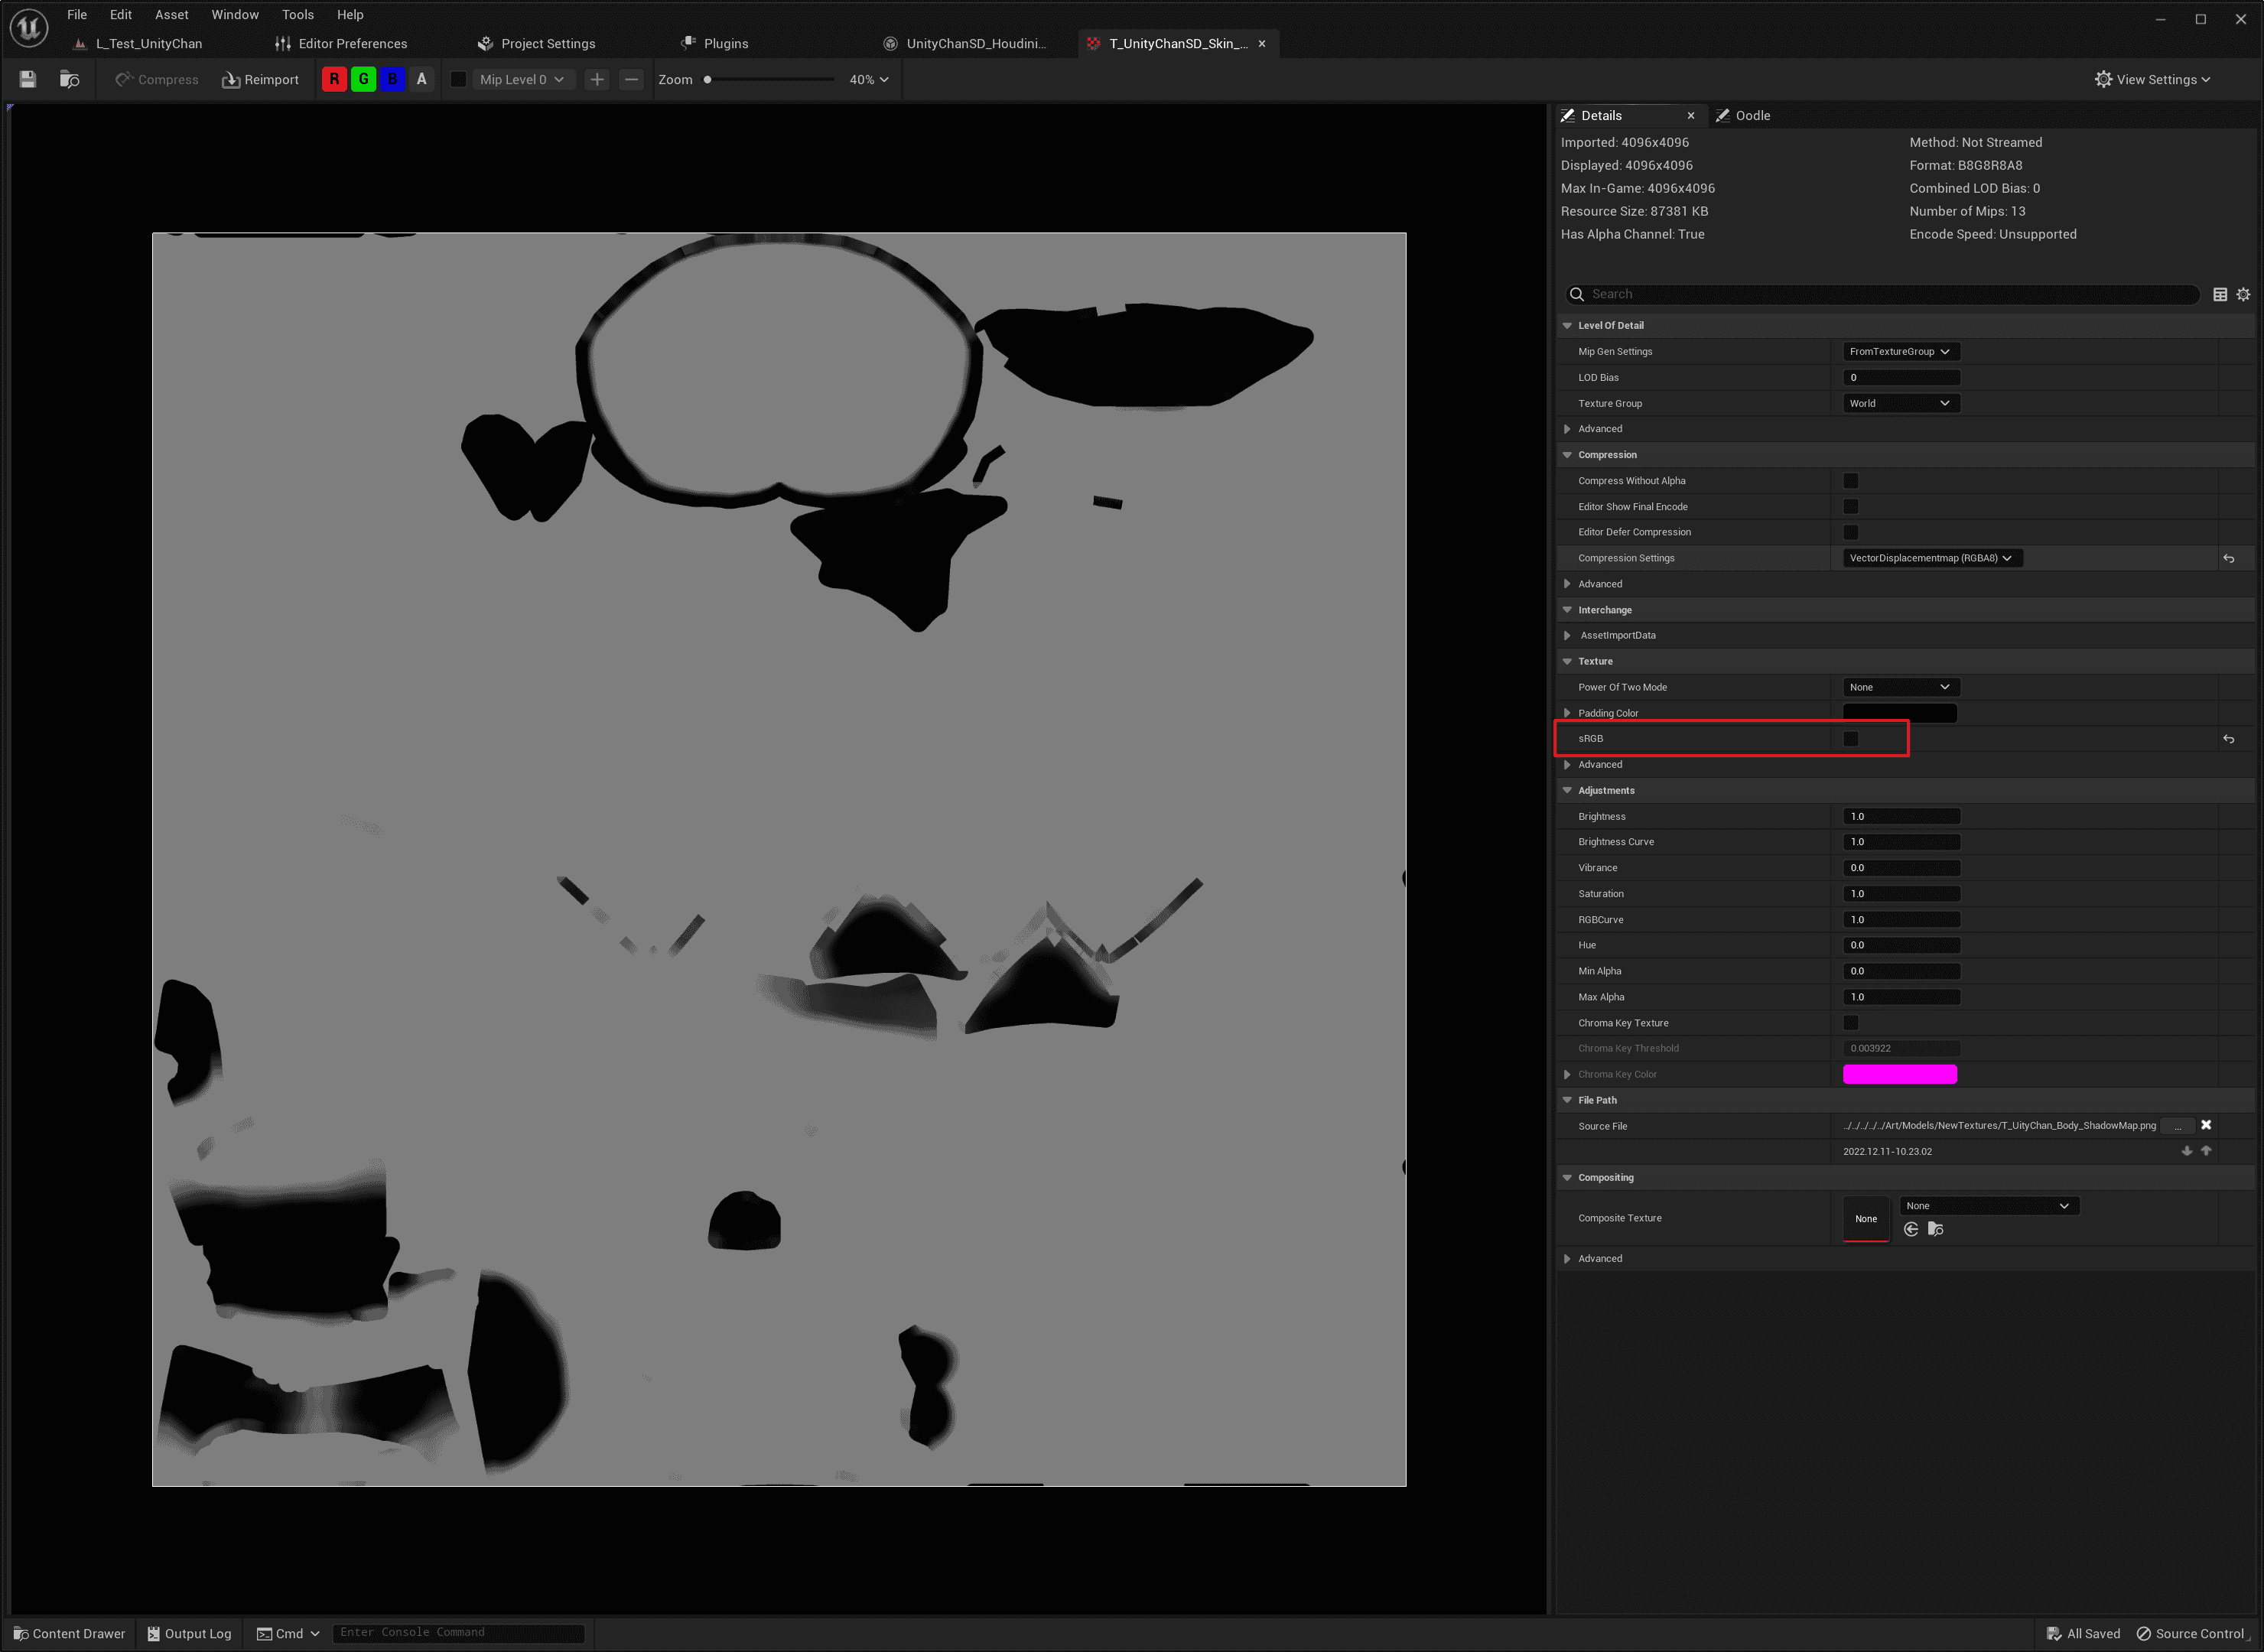 File Edit Asset Window Tools Help
L_Test_UnityChan Editor Preferences Project Settings Plugins UnityChanSD_Houdini... T_UnityChanSD_Skin_...
Compress Reimport R G B A Mip Level 0 Zoom 40% View Settings
Details Oodle
Imported: 4096x4096 Method: Not Streamed
Displayed: 4096x4096 Format: B8G8R8A8
Max In-Game: 4096x4096 Combined LOD Bias: 0
Resource Size: 87381 KB Number of Mips: 13
Has Alpha Channel: True Encode Speed: Unsupported
Search
Level Of Detail
Mip Gen Settings FromTextureGroup
LOD Bias 0
Texture Group World
Advanced
Compression
Compress Without Alpha
Editor Show Final Encode
Editor Defer Compression
Compression Settings VectorDisplacementmap (RGBA8)
Advanced
Interchange
AssetImportData
Texture
Power Of Two Mode None
Padding Color
sRGB
Advanced
Adjustments
Brightness 1.0
Brightness Curve 1.0
Vibrance 0.0
Saturation 1.0
RGBCurve 1.0
Hue 0.0
Min Alpha 0.0
Max Alpha 1.0
Chroma Key Texture
Chroma Key Threshold 0.003922
Chroma Key Color
File Path
Source File ../../../../../Art/Models/NewTextures/T_UityChan_Body_ShadowMap.png ...
2022.12.11-10.23.02
Compositing
Composite Texture None None
Advanced
Content Drawer Output Log Cmd Enter Console Command All Saved Source Control